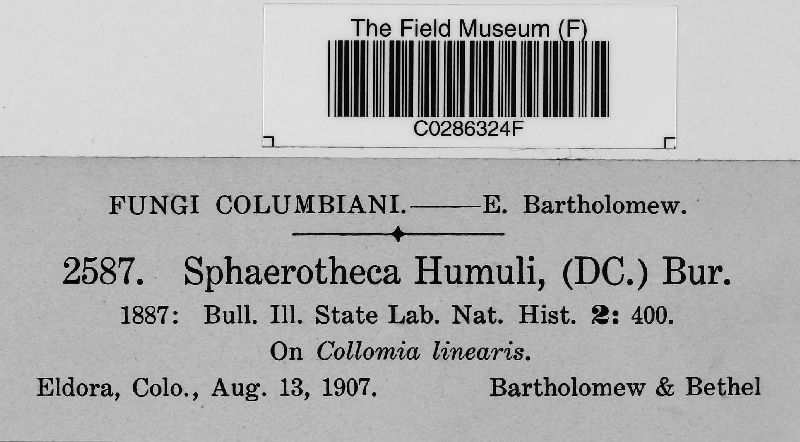 The Field Museum (F)
C0286324F
FUNGI COLUMBIANI.——E. Bartholomew.
2587. Sphaerotheca Humuli, (DC.) Bur.
1887: Bull. Ill. State Lab. Nat. Hist. 2: 400.
On Collomia linearis.
Eldora, Colo., Aug. 13, 1907. Bartholomew & Bethel